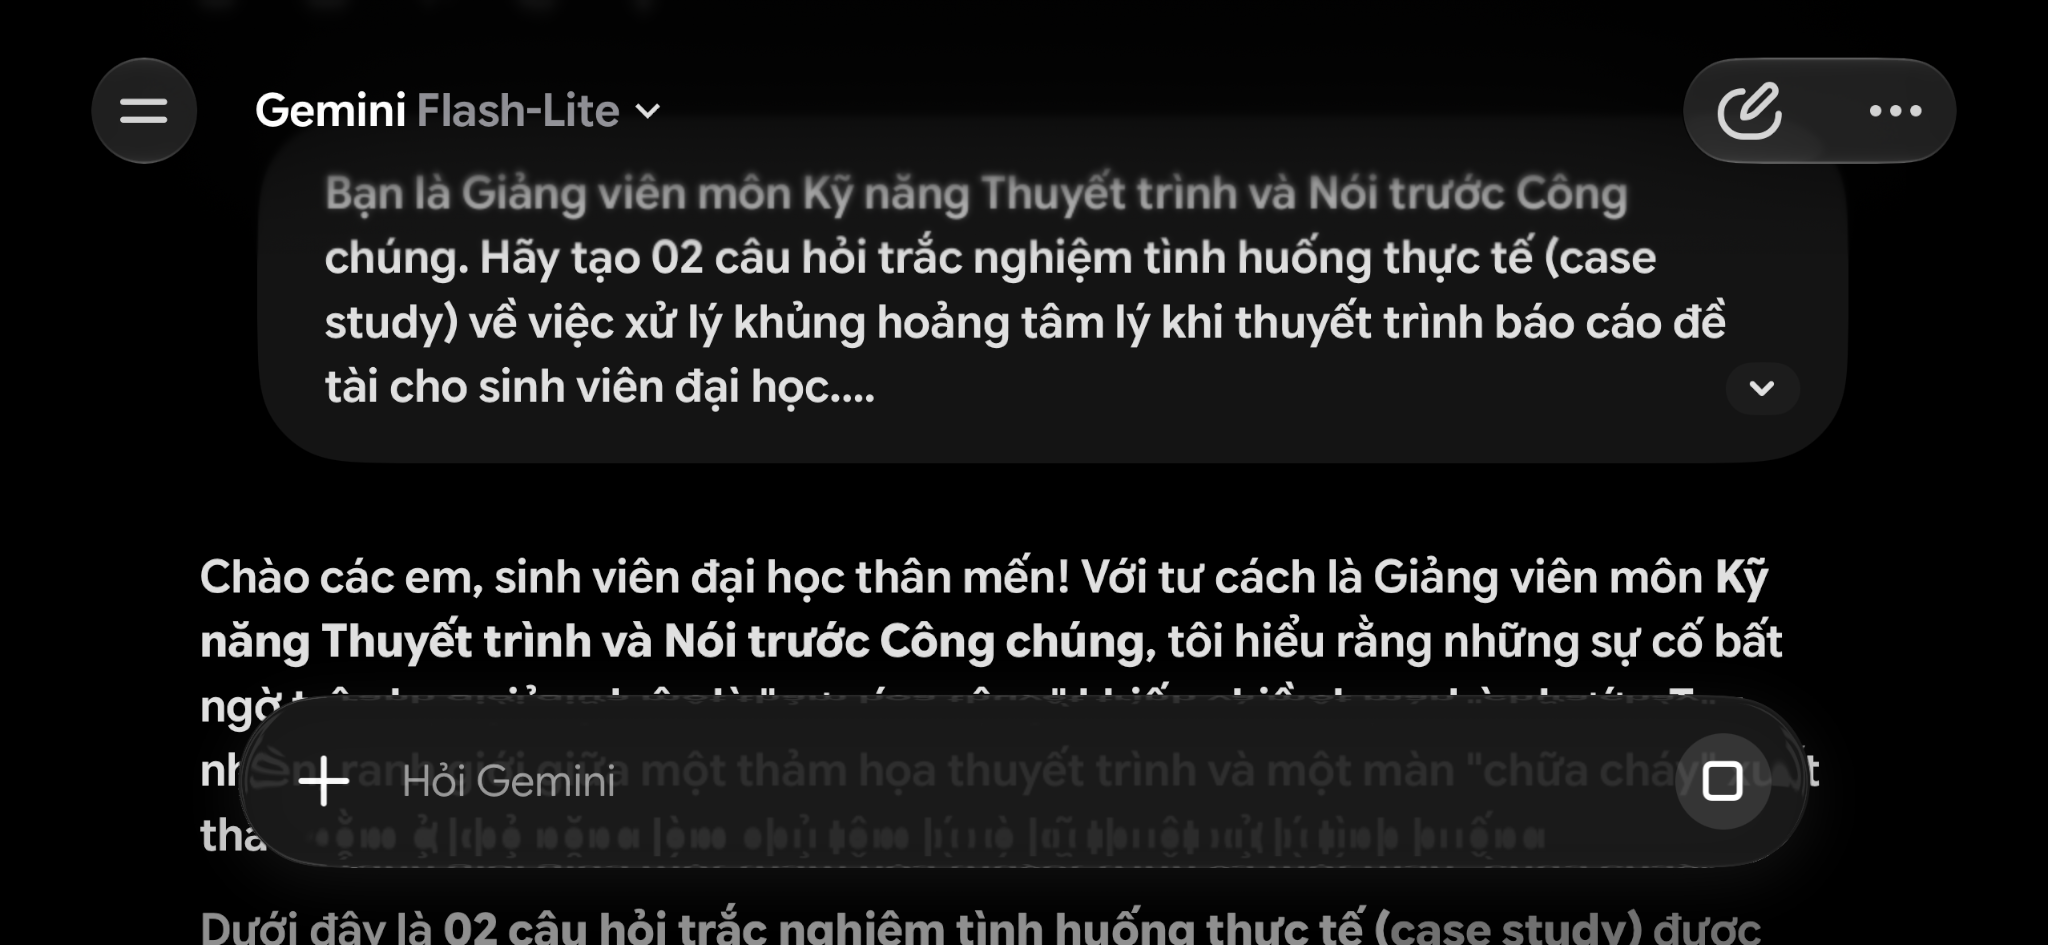 Gemini Flash-Lite
Bạn là Giảng viên môn Kỹ năng Thuyết trình và Nói trước Công
chúng. Hãy tạo 02 câu hỏi trắc nghiệm tình huống thực tế (case
study) về việc xử lý khủng hoảng tâm lý khi thuyết trình báo cáo đề
tài cho sinh viên đại học....
Chào các em, sinh viên đại học thân mến! Với tư cách là Giảng viên môn Kỹ
năng Thuyết trình và Nói trước Công chúng, tôi hiểu rằng những sự cố bất
ngờ
giữa một thảm họa thuyết trình và một màn "chữa cháy"
Hỏi Gemini
Dưới đây là 02 câu hỏi trắc nghiệm tình huống thực tế (case study) được